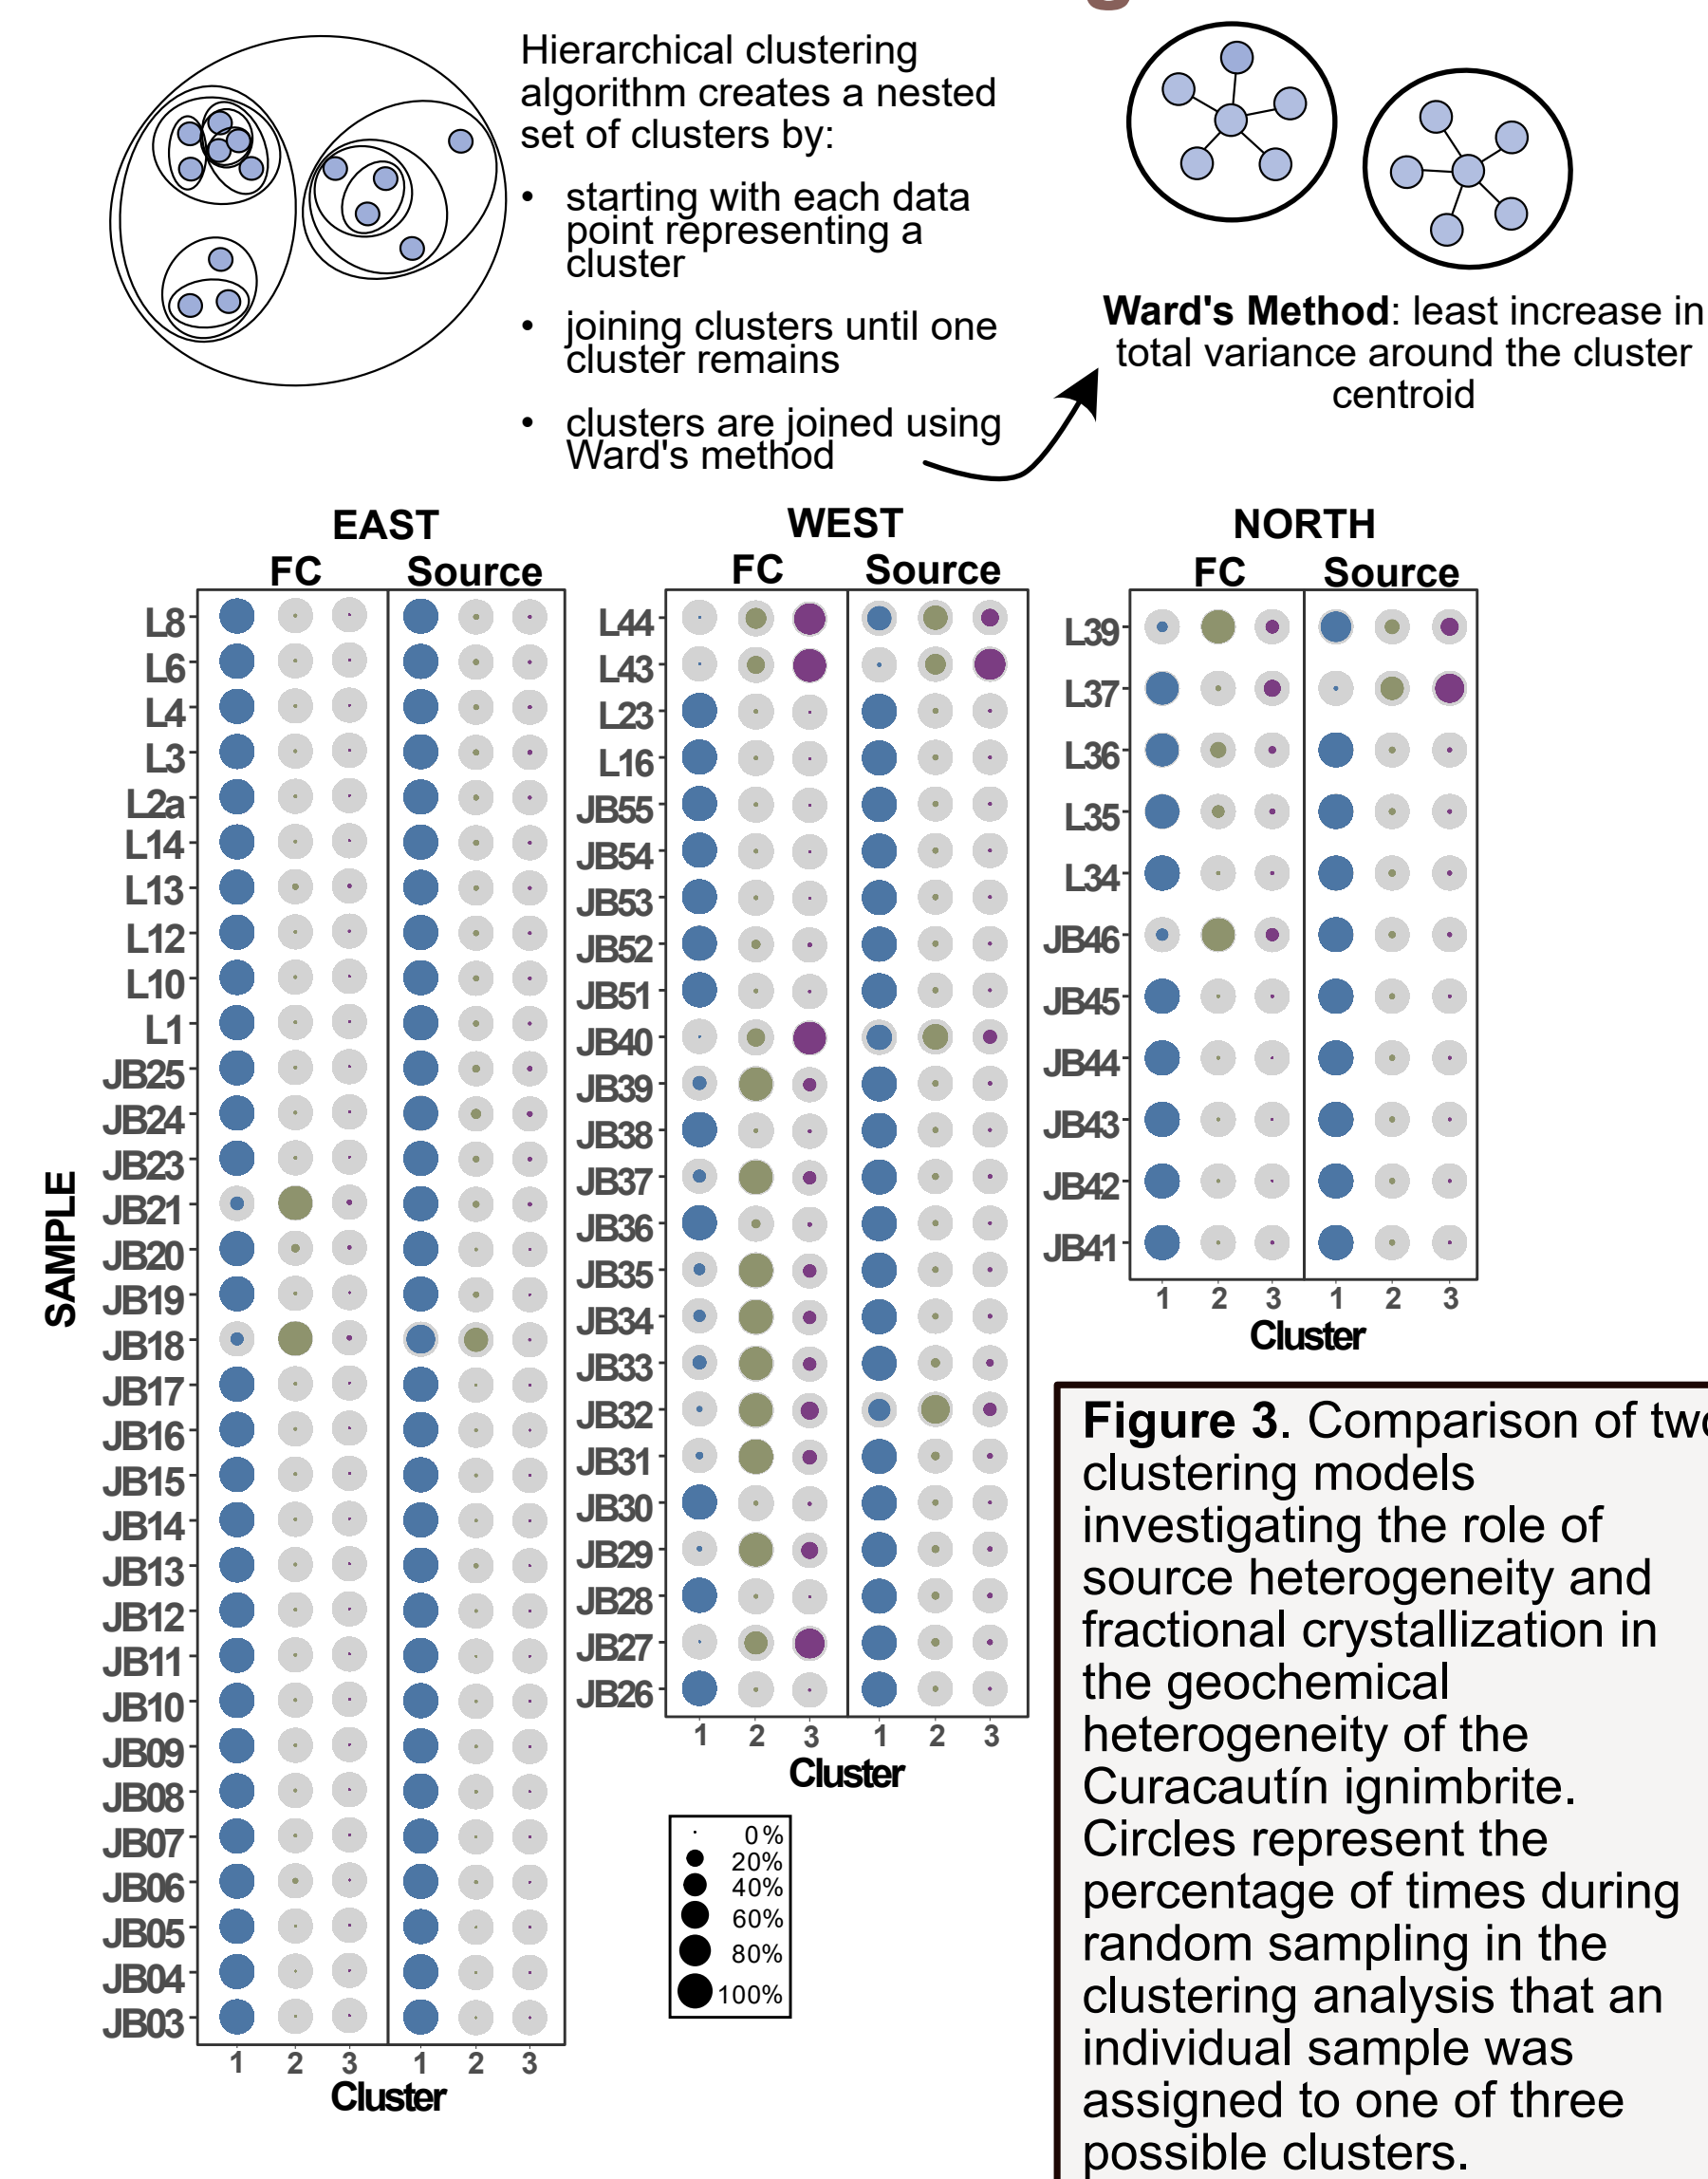 Hierarchical clustering
algorithm creates a nested
set of clusters by:
• starting with each data
point representing a
cluster
• joining clusters until one
cluster remains
• clusters are joined using
Ward's method
Ward's Method: least increase in
total variance around the cluster
centroid
EAST
FC Source
SAMPLE
L8
L6
L4
L3
L2a
L14
L13
L12
L10
L1
JB25
JB24
JB23
JB21
JB20
JB19
JB18
JB17
JB16
JB15
JB14
JB13
JB12
JB11
JB10
JB09
JB08
JB07
JB06
JB05
JB04
JB03
1 2 3 1 2 3
Cluster
WEST
FC Source
L44
L43
L23
L16
JB55
JB54
JB53
JB52
JB51
JB40
JB39
JB38
JB37
JB36
JB35
JB34
JB33
JB32
JB31
JB30
JB29
JB28
JB27
JB26
1 2 3 1 2 3
Cluster
0%
20%
40%
60%
80%
100%
NORTH
FC Source
L39
L37
L36
L35
L34
JB46
JB45
JB44
JB43
JB42
JB41
1 2 3 1 2 3
Cluster
Figure 3. Comparison of two
clustering models
investigating the role of
source heterogeneity and
fractional crystallization in
the geochemical
heterogeneity of the
Curacautín ignimbrite.
Circles represent the
percentage of times during
random sampling in the
clustering analysis that an
individual sample was
assigned to one of three
possible clusters.